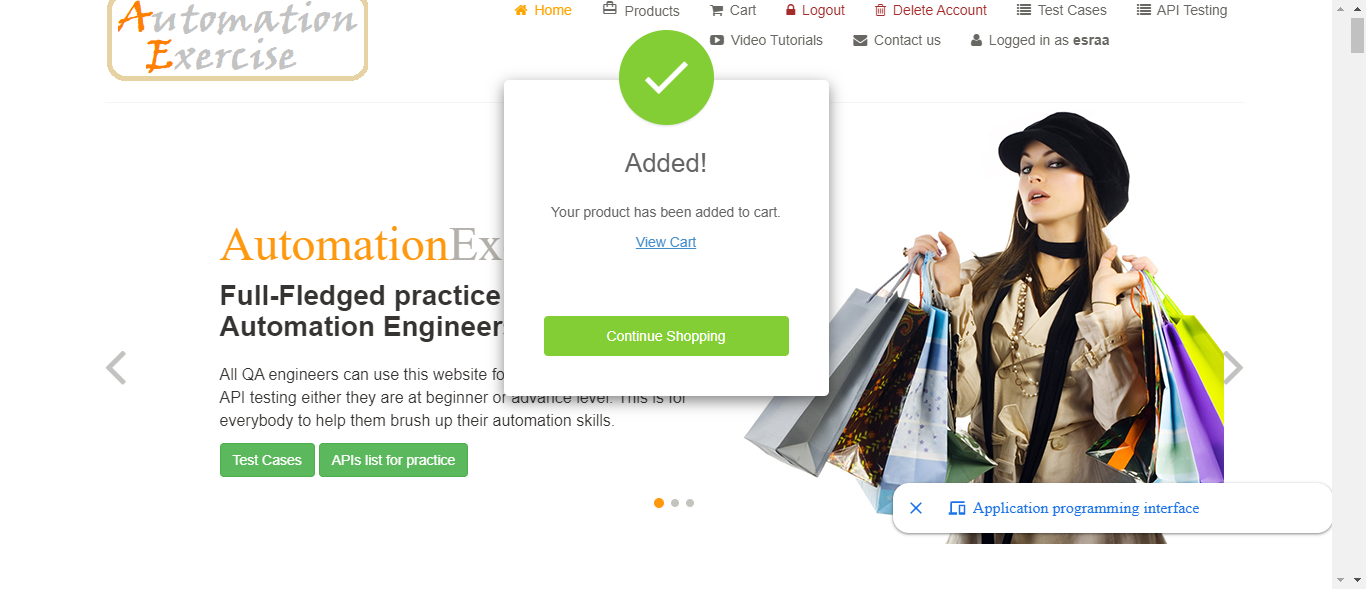 Automation
Exercise
Home
Products
Cart
Logout
Delete Account
Test Cases
API Testing
Video Tutorials
Contact us
Logged in as esraa
Added!
Your product has been added to cart.
View Cart
Continue Shopping
AutomationEx
Full-Fledged practice
Automation Engineer
All QA engineers can use this website fo
API testing either they are at beginner or advance level. This is for
everybody to help them brush up their automation skills.
Test Cases
APIs list for practice
Application programming interface